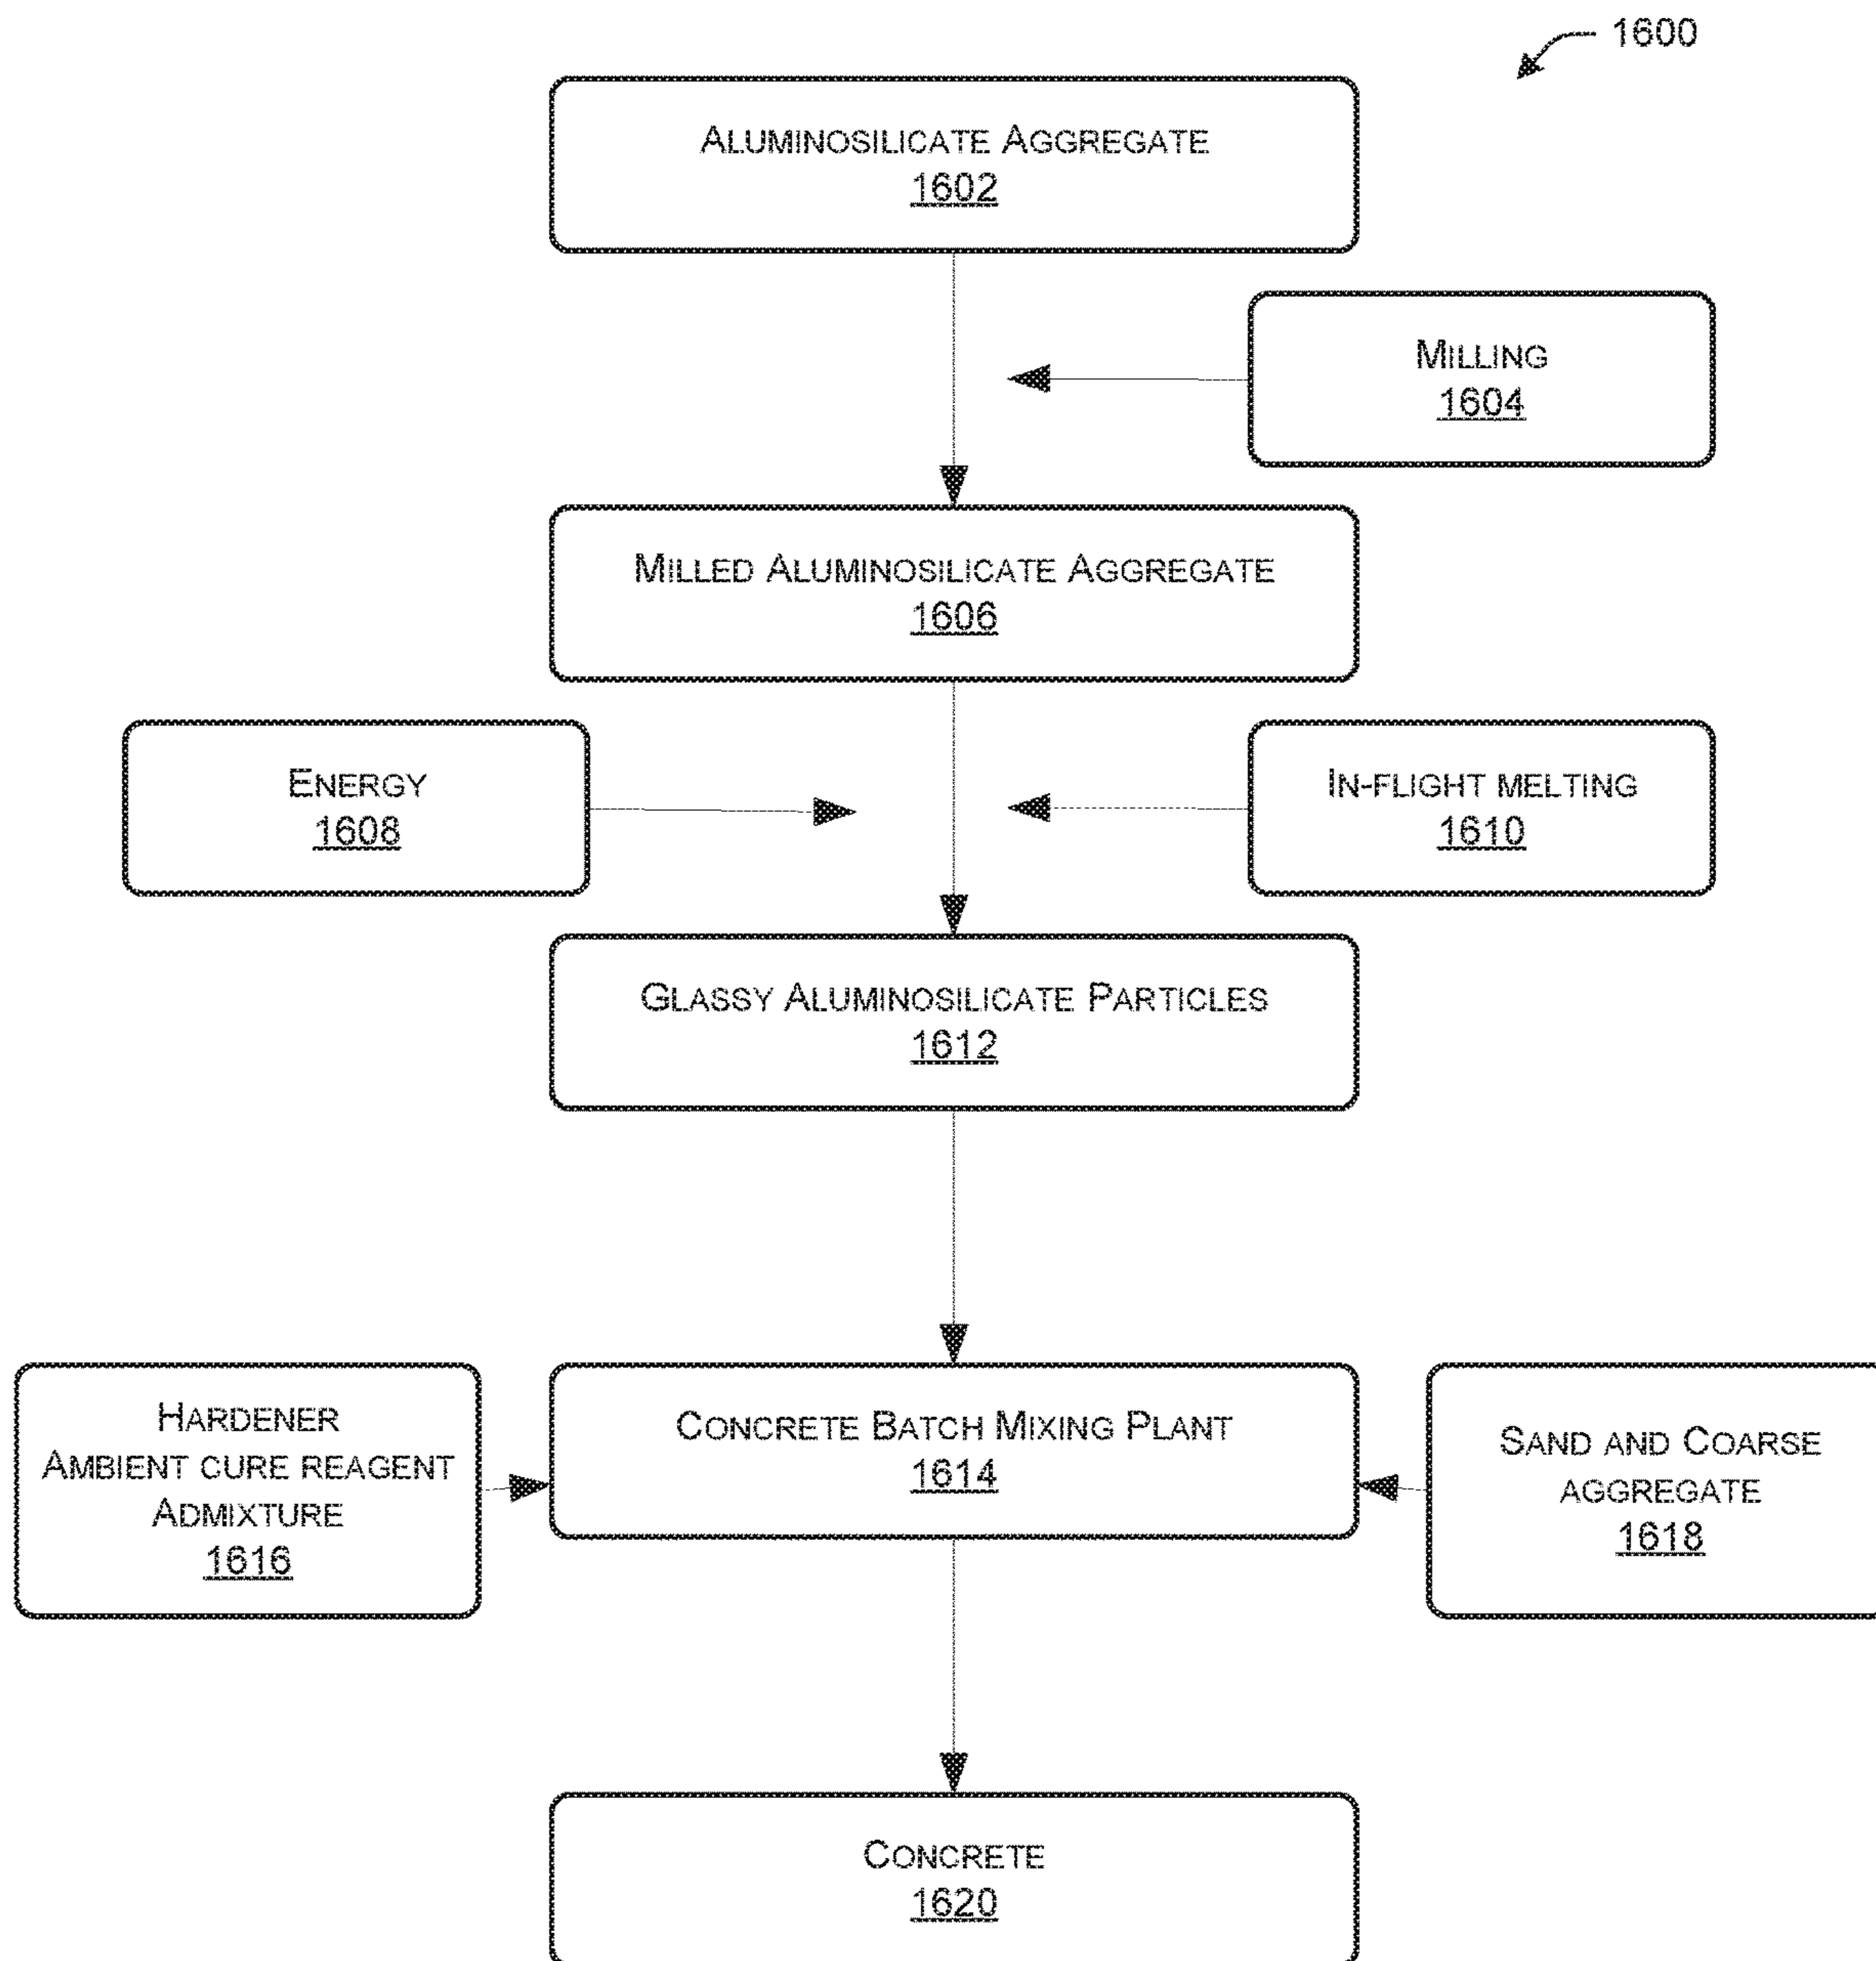 1600
ALUMINOSILICATE AGGREGATE
1602
MILLING
1604
MILLED ALUMINOSILICATE AGGREGATE
1606
ENERGY
1608
IN-FLIGHT MELTING
1610
GLASSY ALUMINOSILICATE PARTICLES
1612
HARDENER
AMBIENT CURE REAGENT
ADMIXTURE
1616
CONCRETE BATCH MIXING PLANT
1614
SAND AND COARSE
AGGREGATE
1618
CONCRETE
1620